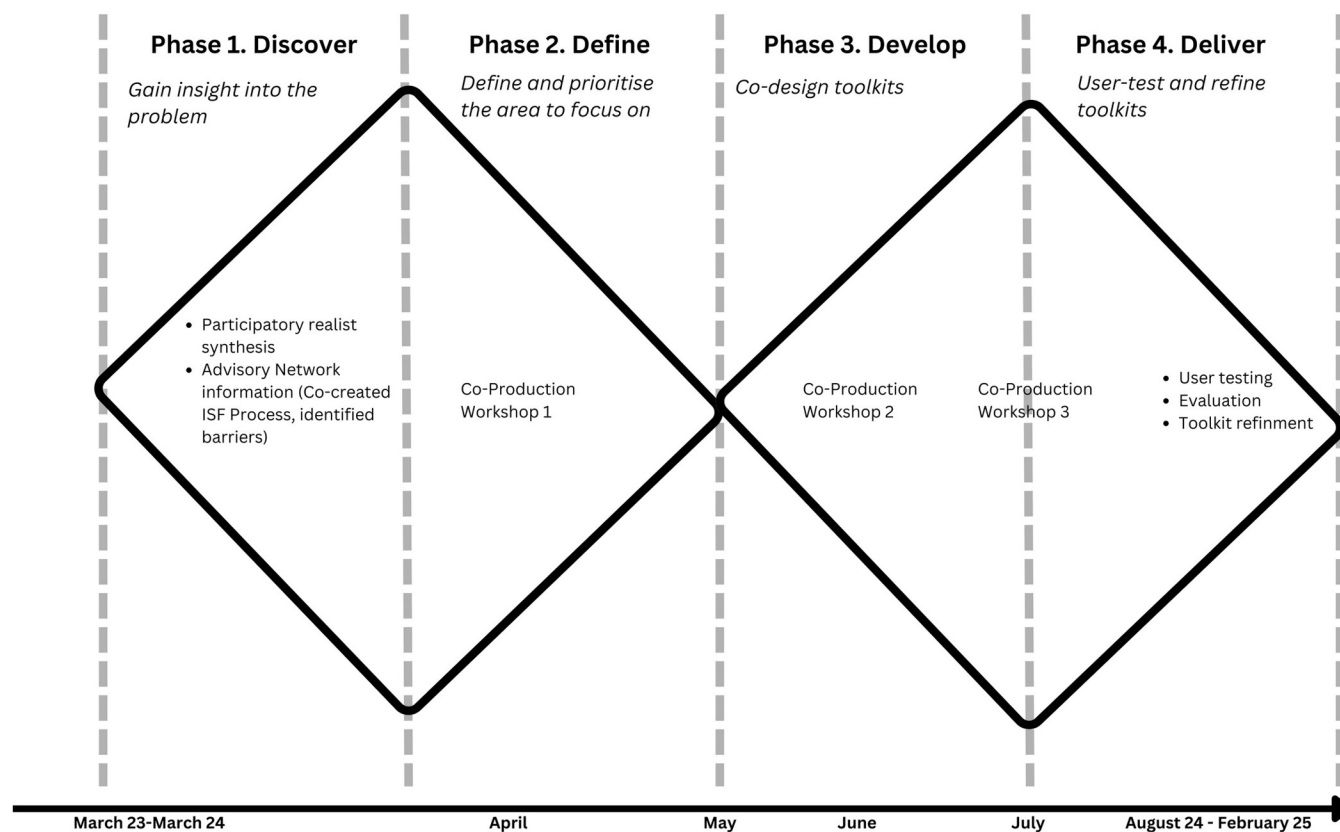 Phase 1. Discover
Gain insight into the
problem
Participatory realist
synthesis
Advisory Network
information (Co-created
ISF Process, identified
barriers)
Phase 2. Define
Define and prioritise
the area to focus on
Co-Production
Workshop 1
Phase 3. Develop
Co-design toolkits
Co-Production
Workshop 2
Co-Production
Workshop 3
Phase 4. Deliver
User-test and refine
toolkits
User testing
Evaluation
Toolkit refinment
March 23-March 24
April
May
June
July
August 24 - February 25